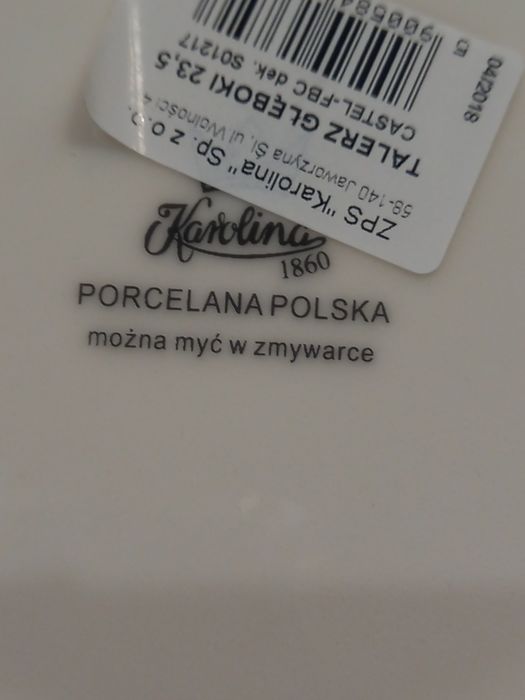 ZPS "Karolina" Sp. z o.o.
58-140 Jaworzyna Śl, ul.Wolności
TALERZ GŁĘBOKI 23,5
CASTEL-FBC dek. S01217
04/2018
Karolina
1860
PORCELANA POLSKA
można myć w zmywarce